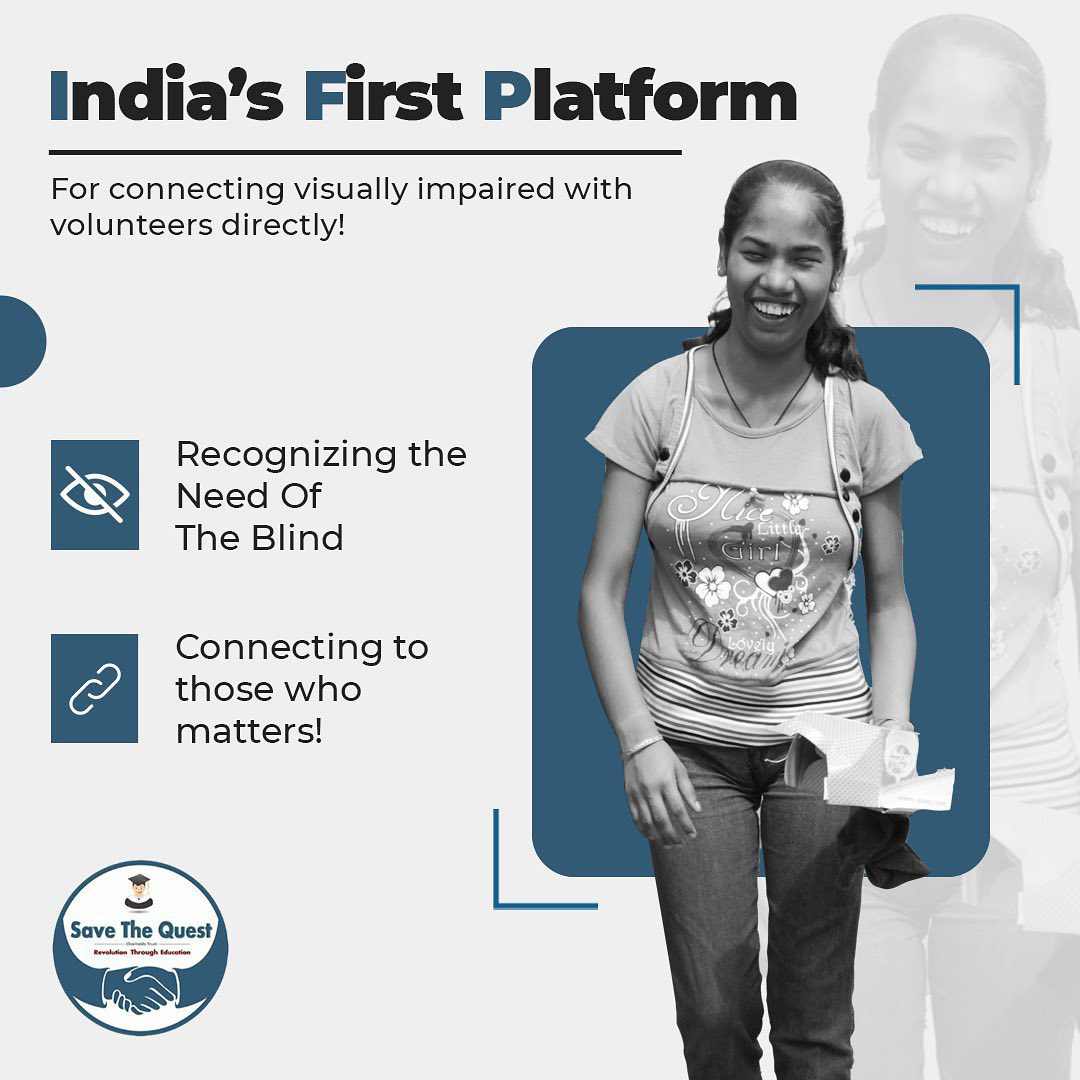 India's First Platform
For connecting visually impaired with
volunteers directly!
Recognizing the
Need Of
The Blind
Connecting to
those who
matters!
Nice
Little
Girl
Lovely
Dreams
Save The Quest
Charitable Trust
Revolution Through Education